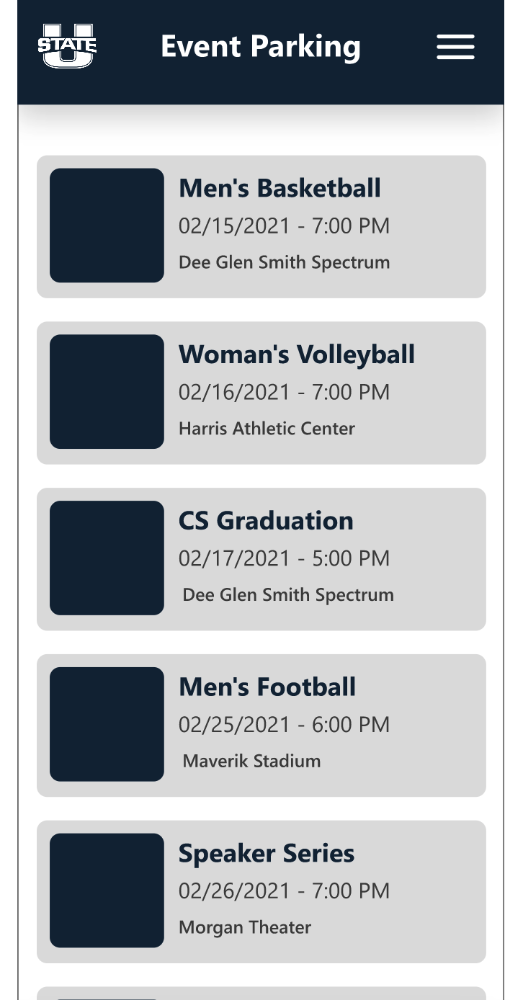 STATE
U
Event Parking
Men's Basketball
02/15/2021 - 7:00 PM
Dee Glen Smith Spectrum
Woman's Volleyball
02/16/2021 - 7:00 PM
Harris Athletic Center
CS Graduation
02/17/2021 - 5:00 PM
Dee Glen Smith Spectrum
Men's Football
02/25/2021 - 6:00 PM
Maverik Stadium
Speaker Series
02/26/2021 - 7:00 PM
Morgan Theater